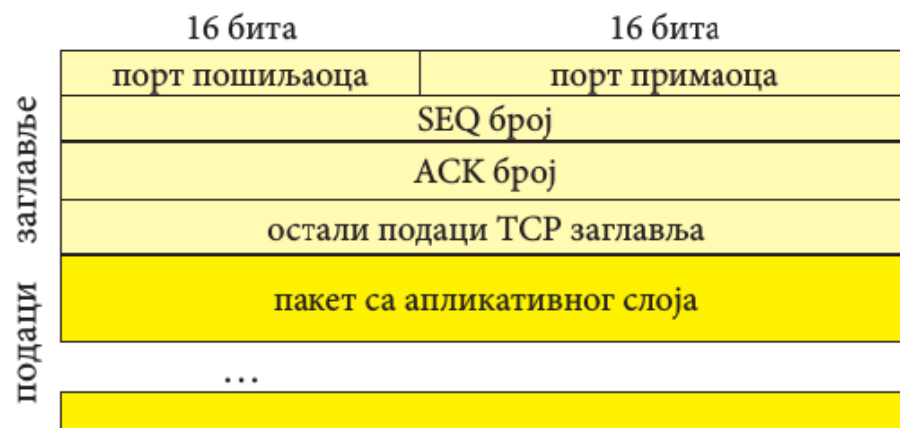 16 бита 16 бита
порт пошиљаоца порт примаоца
SEQ број
ACK број
остали подаци TCP заглавља
заглавље
пакет са апликативног слоја
...
подаци